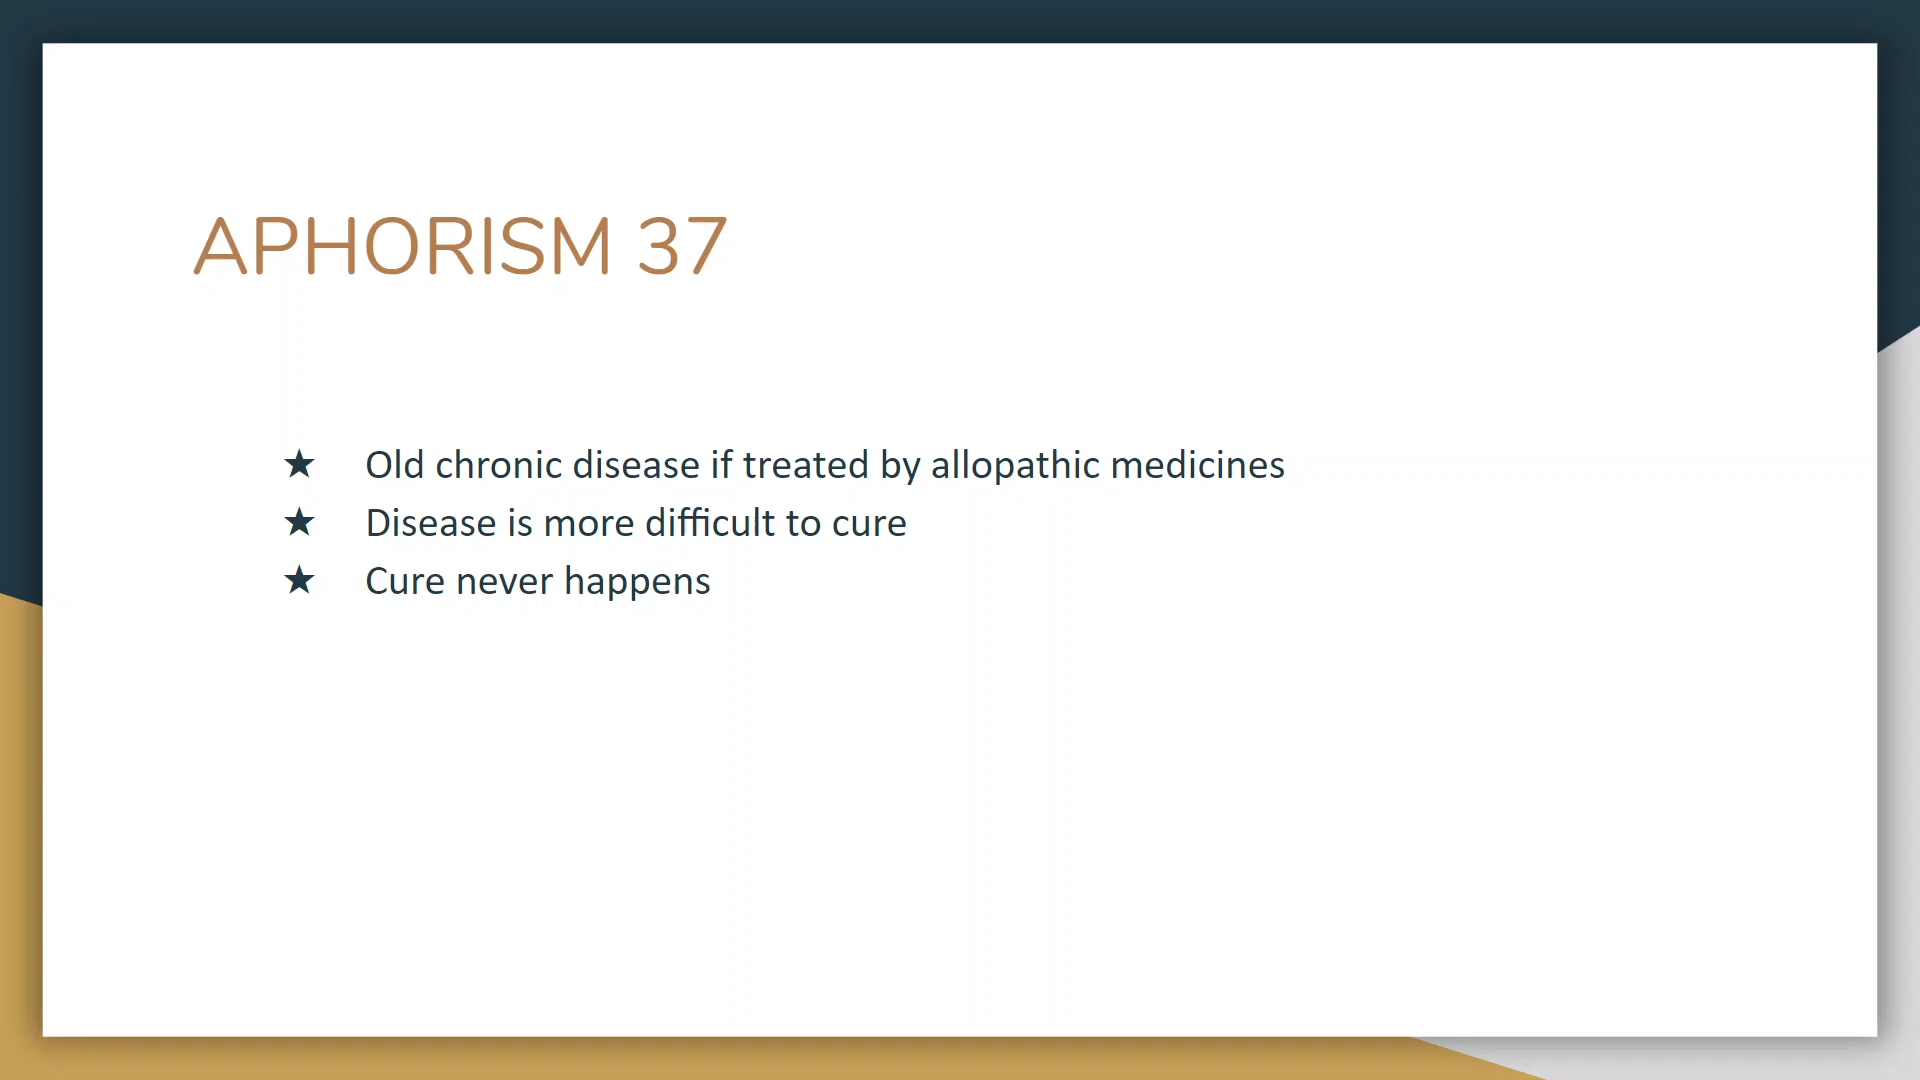 APHORISM 37
★ Old chronic disease if treated by allopathic medicines
★ Disease is more difficult to cure
★ Cure never happens